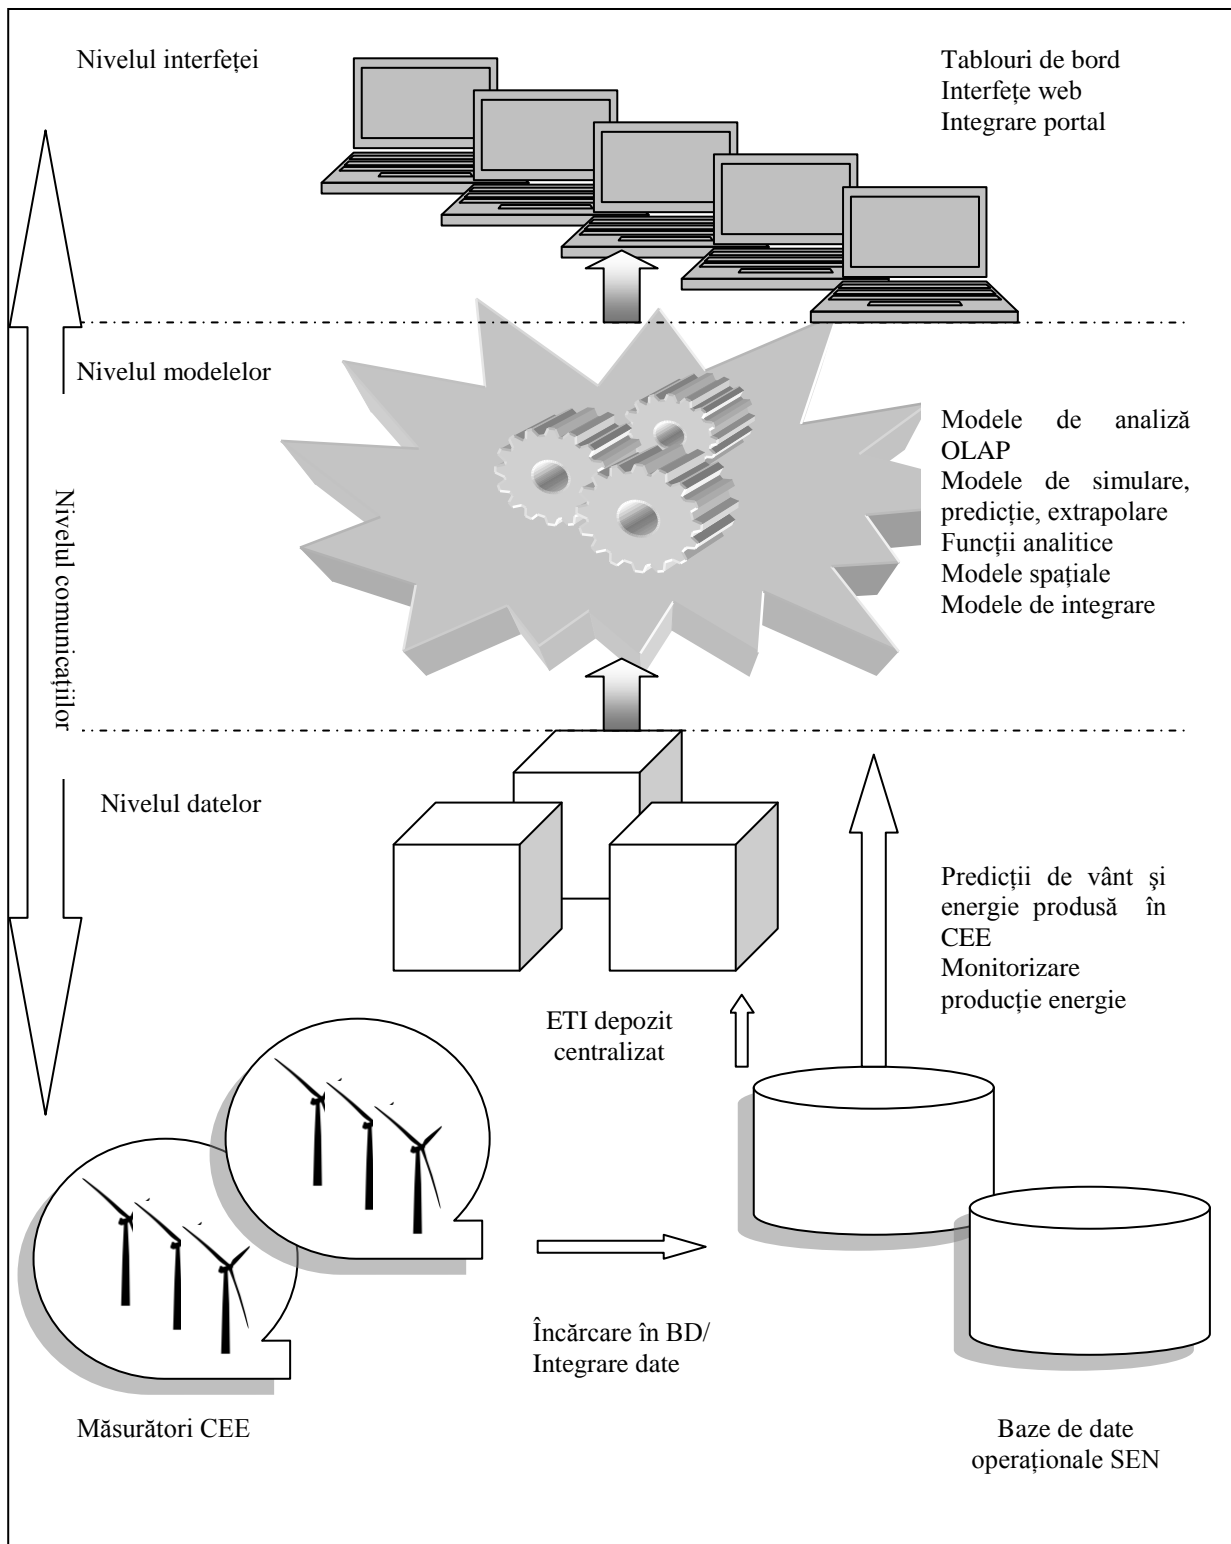 Nivelul interfeței
Tablouri de bord
Interfețe web
Integrare portal
Nivelul modelelor
Modele de analiză
OLAP
Modele de simulare,
predicție, extrapolare
Funcții analitice
Modele spațiale
Modele de integrare
Nivelul comunicațiilor
Nivelul datelor
Predicții de vânt şi
energie produsă în
CEE
Monitorizare
producție energie
ETI depozit
centralizat
Încărcare în BD/
Integrare date
Măsurători CEE
Baze de date
operaționale SEN